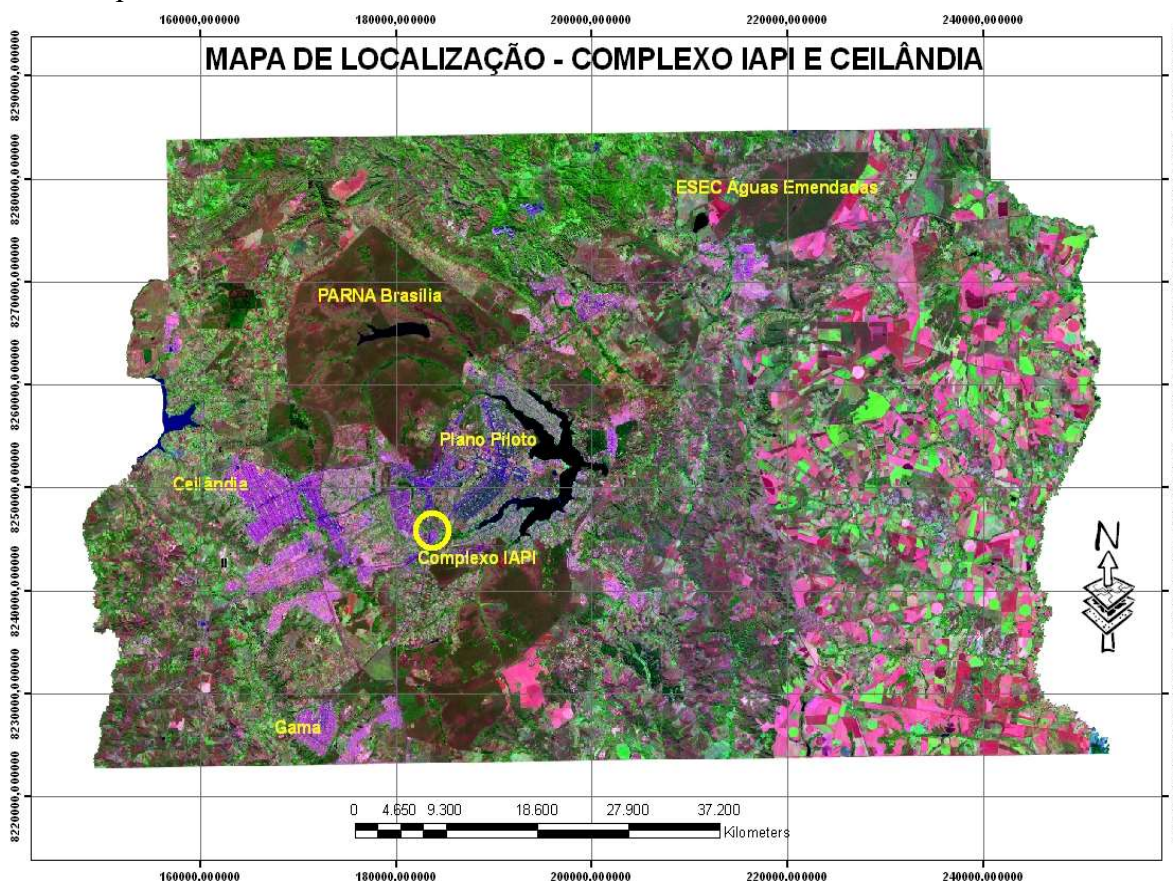 160000,000000 180000,000000 200000,000000 220000,000000 240000,000000
MAPA DE LOCALIZAÇÃO - COMPLEXO IAPI E CEILÂNDIA
8290000,000000
8280000,000000
8270000,000000
8260000,000000
8250000,000000
8240000,000000
8230000,000000
8220000,000000
ESEC Águas Emendadas
PARNA Brasília
Plano Piloto
Ceilândia
Complexo IAPI
Gama
N
0 4.650 9.300 18.600 27.900 37.200
Kilometers
160000,000000 180000,000000 200000,000000 220000,000000 240000,000000